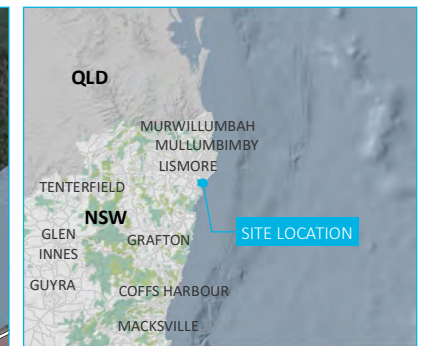 QLD
MURWILLUMBAH
MULLUMBIMBY
LISMORE
TENTERFIELD
NSW
GLEN
INNES
GRAFTON
SITE LOCATION
GUYRA
COFFS HARBOUR
MACKSVILLE